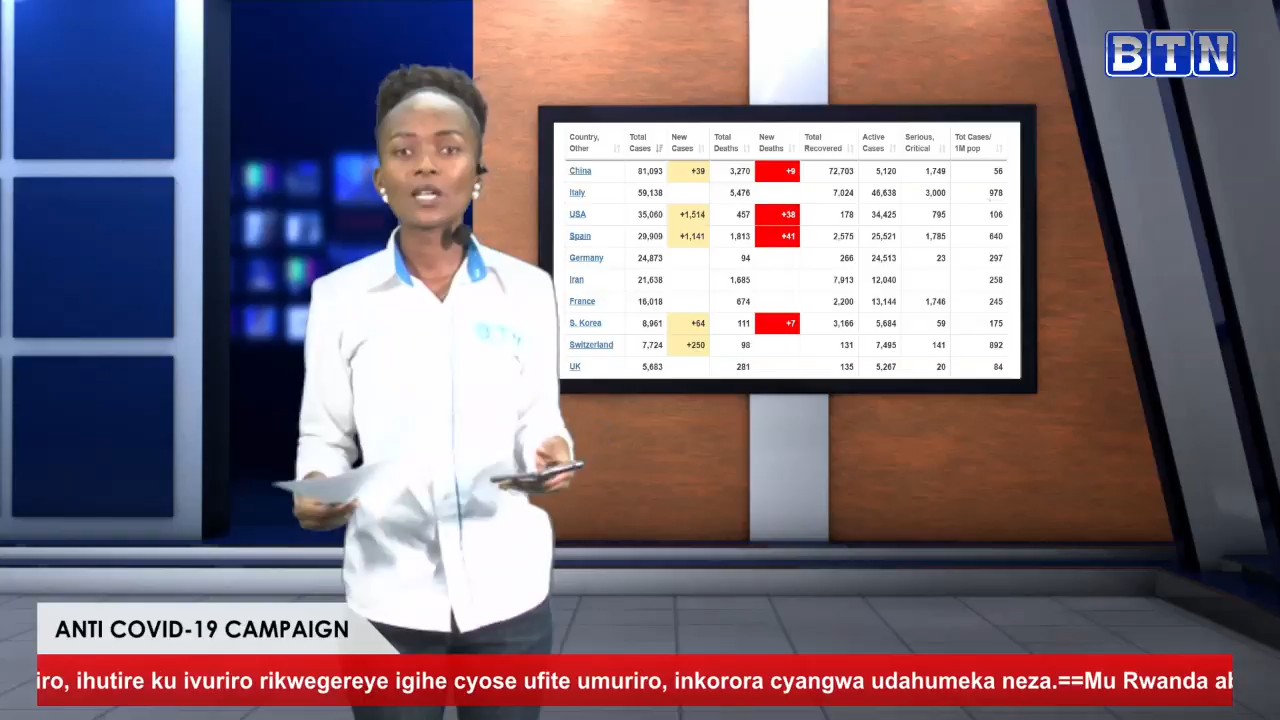 BTN
Country, Other Total Cases New Cases Total Deaths New Deaths Total Recovered Active Cases Serious, Critical Tot Cases/ 1M pop
China 81,093 +39 3,270 +9 72,703 5,120 1,749 56
Italy 59,138 5,476 7,024 46,638 3,000 978
USA 35,060 +1,514 457 +38 178 34,425 795 106
Spain 29,909 +1,141 1,813 +41 2,575 25,521 1,785 640
Germany 24,873 94 266 24,513 23 297
Iran 21,638 1,685 7,913 12,040 258
France 16,018 674 2,200 13,144 1,746 245
S. Korea 8,961 +64 111 +7 3,166 5,684 59 175
Switzerland 7,724 +250 98 131 7,495 141 892
UK 5,683 281 135 5,267 20 84
BTN
ANTI COVID-19 CAMPAIGN
iro, ihutire ku ivuriro rikwegereye igihe cyose ufite umuriro, inkorora cyangwa udahumeka neza.==Mu Rwanda ab